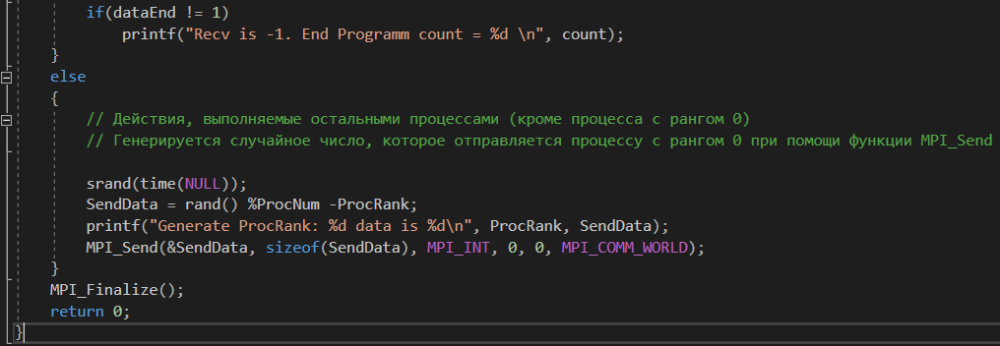 if(dataEnd != 1)
printf("Recv is -1. End Programm count = %d \n", count);
}
else
{
// Действия, выполняемые остальными процессами (кроме процесса с рангом 0)
// Генерируется случайное число, которое отправляется процессу с рангом 0 при помощи функции MPI_Send
srand(time(NULL));
SendData = rand() %ProcNum -ProcRank;
printf("Generate ProcRank: %d data is %d\n", ProcRank, SendData);
MPI_Send(&SendData, sizeof(SendData), MPI_INT, 0, 0, MPI_COMM_WORLD);
}
MPI_Finalize();
return 0;
}